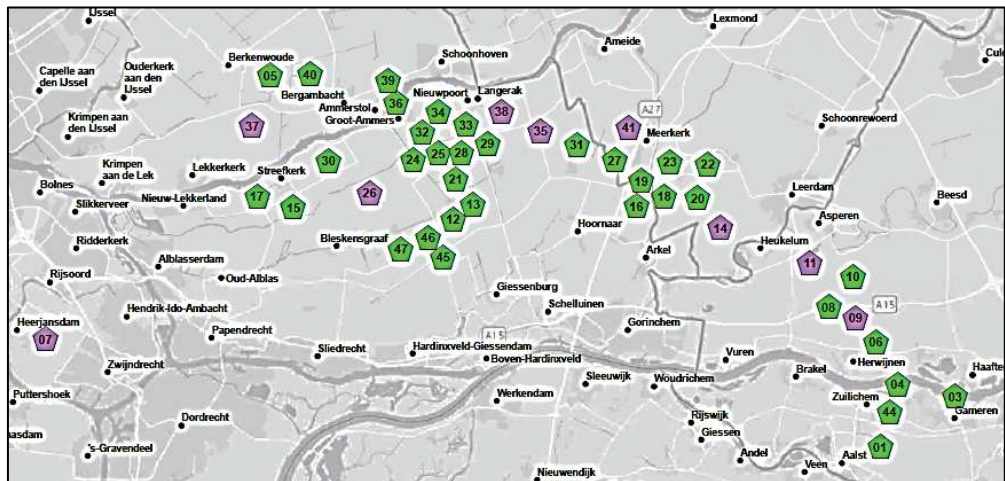 IJssel
Lexmond
Ameide
Culo
Berkenwoude
Schoonhoven
Capelle aan
den IJssel
Ouderkerk
aan den
IJssel
05
40
39
Bergambacht
Nieuwpoort
Langerak
Ammerstol
36
Groot-Ammers
34
38
A27
Krimpen
aan den IJssel
37
32
33
35
41
Meerkerk
Schoonrewoerd
29
31
24
25
28
27
23
22
30
Krimpen
aan de Lek
Lekkerkerk
Streefkerk
21
19
Bolnes
17
26
18
20
Leerdam
Beesd
Slikkerveer
Nieuw-Lekkerland
15
13
16
12
Asperen
14
Hoornaar
Ridderkerk
Bleskensgraaf
47
46
45
Heukelum
Arkel
11
Alblasserdam
Rijsoord
Oud-Alblas
10
Giessenburg
08
A15
Hendrik-Ido-Ambacht
Schelluinen
09
Heerjansdam
07
Papendrecht
A15
Gorinchem
06
Sliedrecht
Hardinxveld-Giessendam
Boven-Hardinxveld
Vuren
Herwijnen
Zwijndrecht
Brakel
Haaften
Sleeuwijk
Woudrichem
04
Puttershoek
Werkendam
Zuilichem
03
44
Gameren
Dordrecht
Rijswijk
aasdam
Giessen
's-Gravendeel
01
Andel
Veen
Aalst
Nieuwendijk